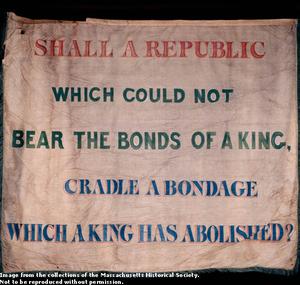 SHALL A REPUBLIC
WHICH COULD NOT
BEAR THE BONDS OF A KING,
CRADLE A BONDAGE
WHICH A KING HAS ABOLISHED?
Image from the collections of the Massachusetts Historical Society.
Not to be reproduced without permission.